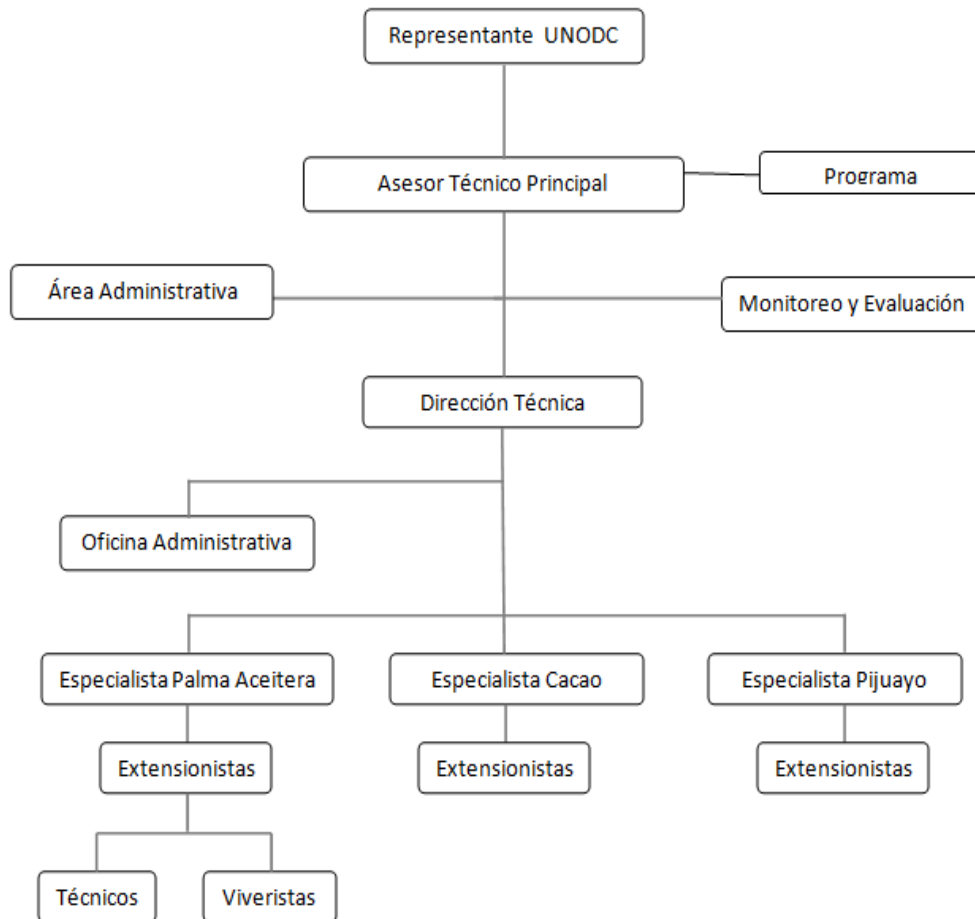 Representante UNODC
Asesor Técnico Principal
Programa
Área Administrativa
Monitoreo y Evaluación
Dirección Técnica
Oficina Administrativa
Especialista Palma Aceitera
Especialista Cacao
Especialista Pijuayo
Extensionistas
Extensionistas
Extensionistas
Técnicos
Viveristas